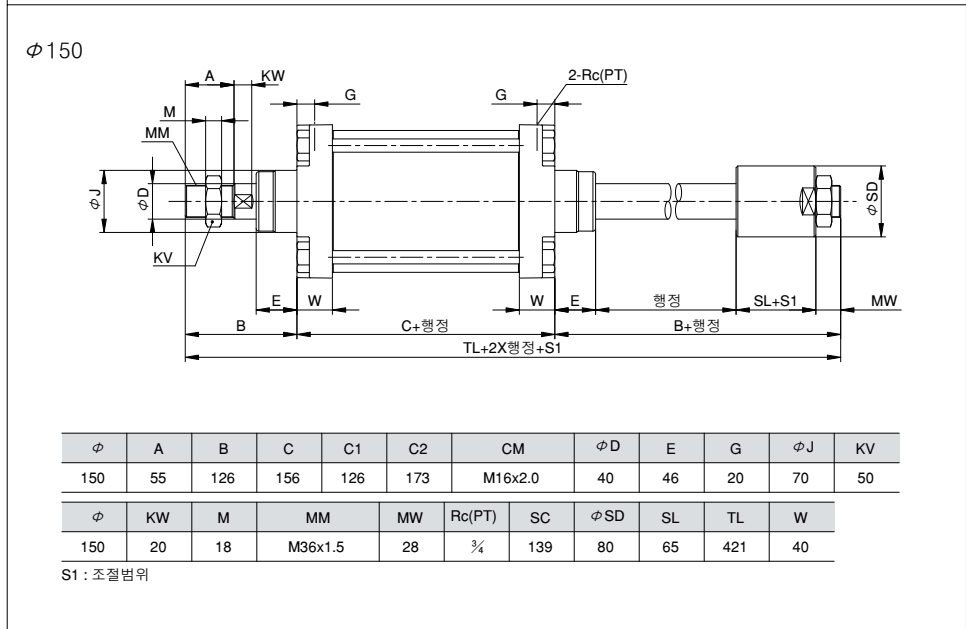 Φ150
A KW
G G 2-Rc(PT)
M
MM
ΦJ ΦD ΦSD
KV
E W W E 행정 SL+S1 MW
B C+행정 B+행정
TL+2X행정+S1
Φ A B C C1 C2 CM ΦD E G ΦJ KV
150 55 126 156 126 173 M16x2.0 40 46 20 70 50
Φ KW M MM MW Rc(PT) SC ΦSD SL TL W
150 20 18 M36x1.5 28 ¾ 139 80 65 421 40
S1 : 조절범위